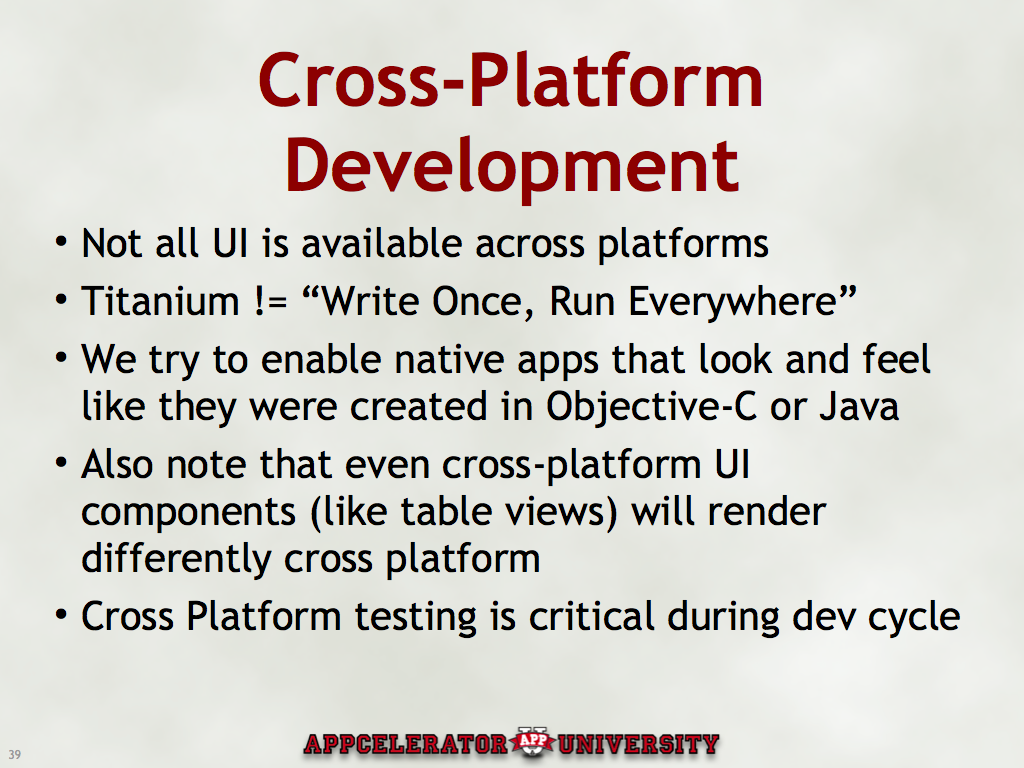 Cross-Platform
Development
• Not all UI is available across platforms
• Titanium != “Write Once, Run Everywhere”
• We try to enable native apps that look and feel
like they were created in Objective-C or Java
• Also note that even cross-platform UI
components (like table views) will render
differently cross platform
• Cross Platform testing is critical during dev cycle
39
APPCELERATOR U APP UNIVERSITY